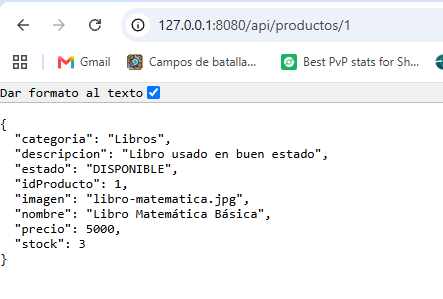 127.0.0.1:8080/api/productos/1
Gmail Campos de batalla... Best PvP stats for Sh...
Dar formato al texto
{
"categoria": "Libros",
"descripcion": "Libro usado en buen estado",
"estado": "DISPONIBLE",
"idProducto": 1,
"imagen": "libro-matematica.jpg",
"nombre": "Libro Matemática Básica",
"precio": 5000,
"stock": 3
}